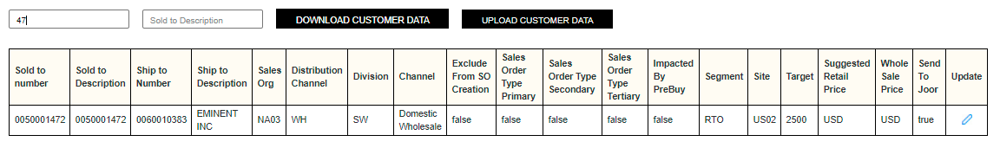 47
Sold to Description
DOWNLOAD CUSTOMER DATA
UPLOAD CUSTOMER DATA
Sold to number
Sold to Description
Ship to Number
Ship to Description
Sales Org
Distribution Channel
Division
Channel
Exclude From SO Creation
Sales Order Type Primary
Sales Order Type Secondary
Sales Order Type Tertiary
Impacted By PreBuy
Segment
Site
Target
Suggested Retail Price
Whole Sale Price
Send To Joor
Update
0050001472
0050001472
0060010383
EMINENT INC
NA03
WH
SW
Domestic Wholesale
false
false
false
false
false
RTO
US02
2500
USD
USD
true